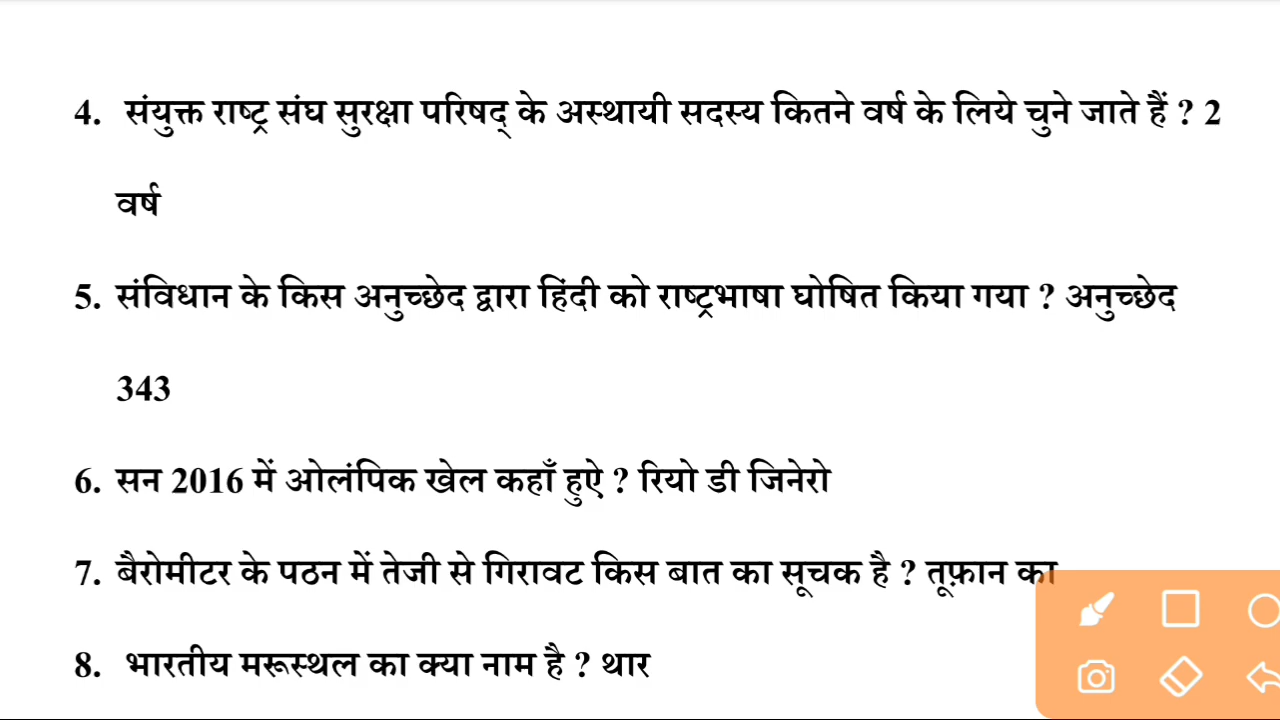 4. संयुक्त राष्ट्र संघ सुरक्षा परिषद् के अस्थायी सदस्य कितने वर्ष के लिये चुने जाते हैं ? 2
वर्ष
5. संविधान के किस अनुच्छेद द्वारा हिंदी को राष्ट्रभाषा घोषित किया गया ? अनुच्छेद
343
6. सन 2016 में ओलंपिक खेल कहाँ हुऐ ? रियो डी जिनेरो
7. बैरोमीटर के पठन में तेजी से गिरावट किस बात का सूचक है ? तूफ़ान का
8. भारतीय मरूस्थल का क्या नाम है ? थार